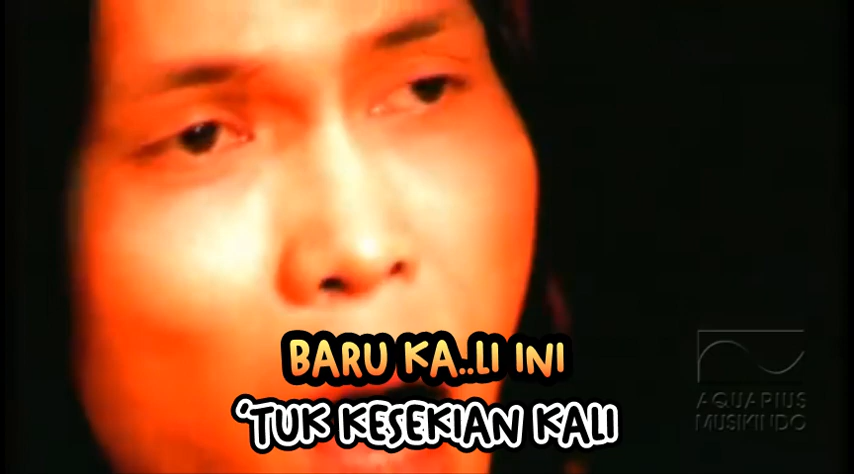 BARU KA..LI INI
'TUK KESEKIAN KALI
AQUARIUS
MUSIKINDO